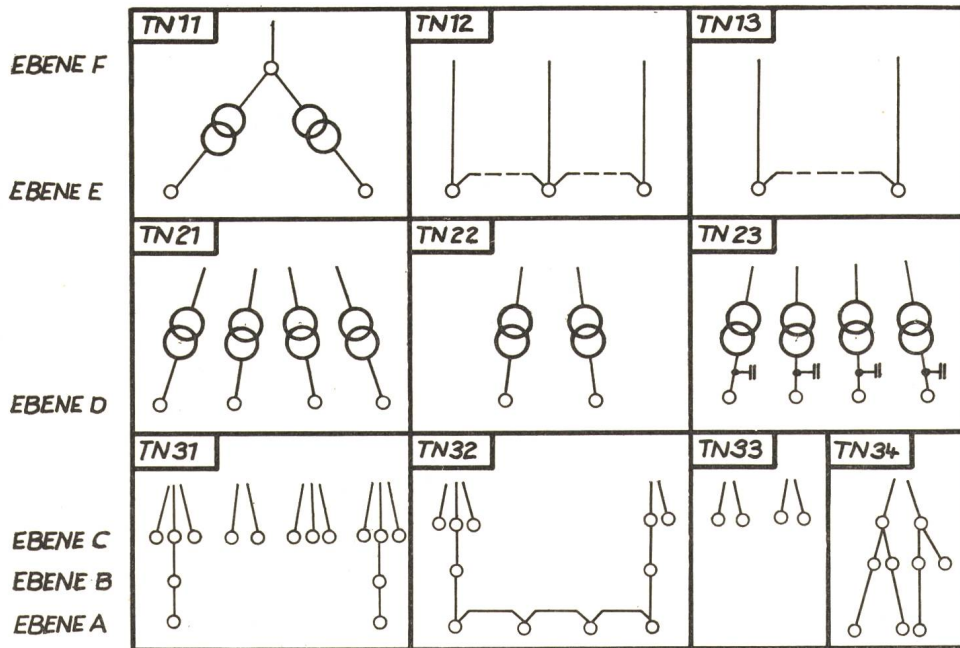 TN11 TN12 TN13
EBENE F
EBENE E
TN21 TN22 TN23
EBENE D
TN31 TN32 TN33 TN34
EBENE C
EBENE B
EBENE A